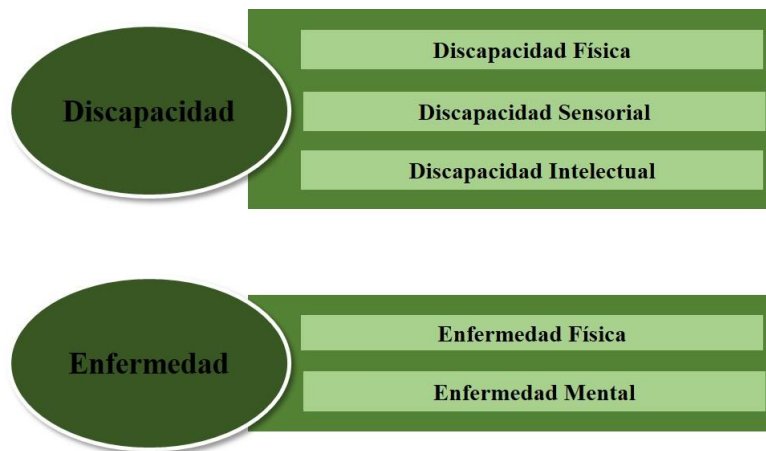 Discapacidad
Discapacidad Física
Discapacidad Sensorial
Discapacidad Intelectual
Enfermedad
Enfermedad Física
Enfermedad Mental